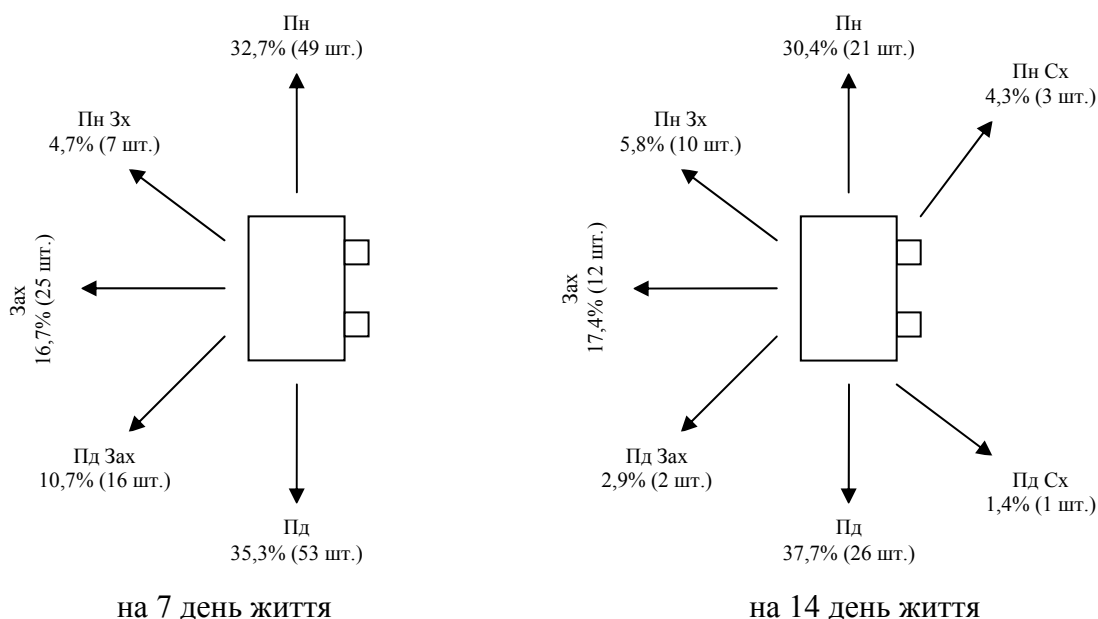 Пн
32,7% (49 шт.)
Пн Зх
4,7% (7 шт.)
Зах
16,7% (25 шт.)
Пд Зах
10,7% (16 шт.)
Пд
35,3% (53 шт.)
на 7 день життя
Пн
30,4% (21 шт.)
Пн Сх
4,3% (3 шт.)
Пн Зх
5,8% (10 шт.)
Зах
17,4% (12 шт.)
Пд Зах
2,9% (2 шт.)
Пд Сх
1,4% (1 шт.)
Пд
37,7% (26 шт.)
на 14 день життя